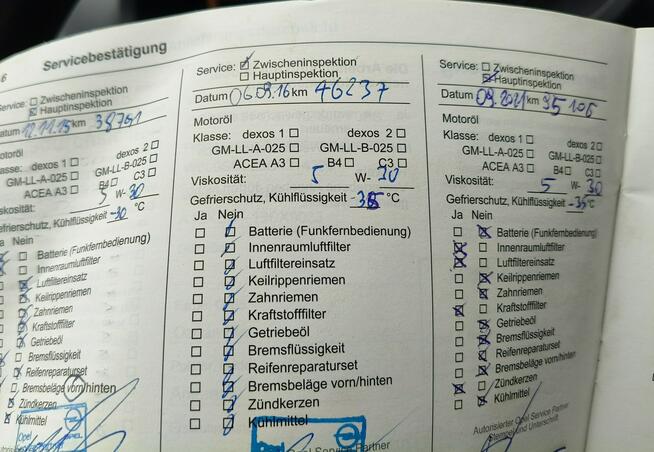 6 Servicebestätigung
Service: Zwischeninspektion
Hauptinspektion
Datum 12.11.15 km
Motoröl
Klasse: dexos 1 dexos 2
GM-LL-A-025 GM-LL-B-025
ACEA A3 B4 C3
Viskosität: 5 W-30
Gefrierschutz, Kühlflüssigkeit -30 °C
Ja Nein
Batterie (Funkfernbedienung)
Innenraumluftfilter
Luftfiltereinsatz
Keilrippenriemen
Zahnriemen
Kraftstofffilter
Getriebeöl
Bremsflüssigkeit
Reifenreparaturset
Bremsbeläge vorn/hinten
Zündkerzen
Kühlmittel
Opel
Service: Zwischeninspektion
Hauptinspektion
Datum 06.09.16 km 46237
Motoröl
Klasse: dexos 1 dexos 2
GM-LL-A-025 GM-LL-B-025
ACEA A3 B4 C3
Viskosität: 5 W-30
Gefrierschutz, Kühlflüssigkeit °C
Ja Nein
Batterie (Funkfernbedienung)
Innenraumluftfilter
Luftfiltereinsatz
Keilrippenriemen
Zahnriemen
Kraftstofffilter
Getriebeöl
Bremsflüssigkeit
Reifenreparaturset
Bremsbeläge vorn/hinten
Zündkerzen
Kühlmittel
Opel Service Partner
Service: Zwischeninspektion
Hauptinspektion
Datum 09.2021 km 95106
Motoröl
Klasse: dexos 1 dexos 2
GM-LL-A-025 GM-LL-B-025
ACEA A3 B4 C3
Viskosität: 5 W-30
Gefrierschutz, Kühlflüssigkeit -35 °C
Ja Nein
Batterie (Funkfernbedienung)
Innenraumluftfilter
Luftfiltereinsatz
Keilrippenriemen
Zahnriemen
Kraftstofffilter
Getriebeöl
Bremsflüssigkeit
Reifenreparaturset
Bremsbeläge vorn/hinten
Zündkerzen
Kühlmittel
Autorisierter Opel Service Partner
Stempel und Unterschrift